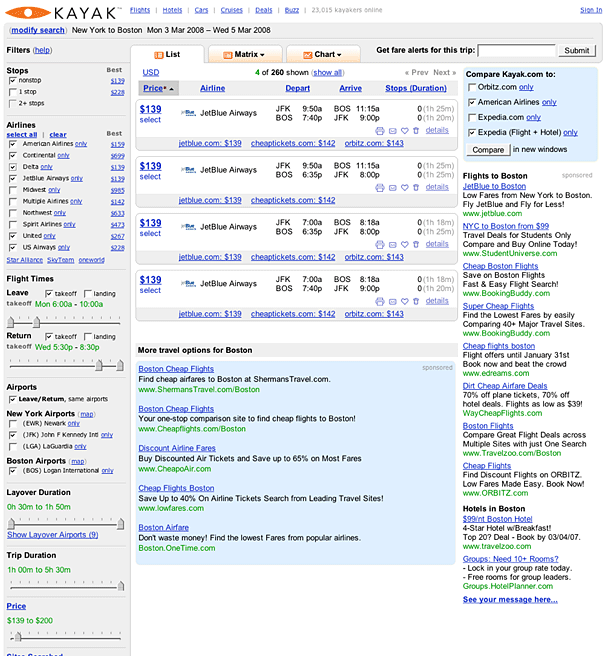 KAYAK™
Flights | Hotels | Cars | Cruises | Deals | Buzz | 23,015 kayakers online
Sign In
(modify search) New York to Boston Mon 3 Mar 2008 – Wed 5 Mar 2008
Filters (help)
Stops Best
nonstop $139
1 stop $228
2+ stops
Airlines Best
select all | clear
American Airlines only $159
Continental only $699
Delta only $139
JetBlue Airways only $139
Midwest only $985
Multiple Airlines only $142
Northwest only $633
Spirit Airlines only $473
United only $267
US Airways only $228
Star Alliance SkyTeam oneworld
Flight Times
Leave takeoff landing
takeoff Mon 6:00a - 10:00a
Return takeoff landing
takeoff Wed 5:30p - 8:30p
Airports
Leave/Return, same airports
New York Airports (map)
(EWR) Newark only
(JFK) John F Kennedy Intl only
(LGA) LaGuardia only
Boston Airports (map)
(BOS) Logan International only
Layover Duration
0h 30m to 1h 50m
Show Layover Airports (9)
Trip Duration
1h 00m to 5h 30m
Price
$139 to $200
List
Matrix
Chart
Get fare alerts for this trip:
Submit
USD
4 of 260 shown (show all)
« Prev Next »
Price Airline Depart Arrive Stops (Duration)
$139 JetBlue Airways JFK 9:50a BOS 11:15a 0 (1h 25m)
select BOS 7:40p JFK 9:00p 0 (1h 20m)
details
jetblue.com: $139 cheaptickets.com: $142 orbitz.com: $143
$139 JetBlue Airways JFK 9:50a BOS 11:15a 0 (1h 25m)
select BOS 6:35p JFK 8:00p 0 (1h 25m)
details
jetblue.com: $139 cheaptickets.com: $142
$139 JetBlue Airways JFK 7:00a BOS 8:18a 0 (1h 18m)
select BOS 6:35p JFK 8:00p 0 (1h 25m)
details
jetblue.com: $139 cheaptickets.com: $142 orbitz.com: $143
$139 JetBlue Airways JFK 7:00a BOS 8:18a 0 (1h 18m)
select BOS 7:40p JFK 9:00p 0 (1h 20m)
details
jetblue.com: $139 cheaptickets.com: $142 orbitz.com: $143
More travel options for Boston
sponsored
Boston Cheap Flights
Find cheap airfares to Boston at ShermansTravel.com.
www.ShermansTravel.com/Boston
Boston Cheap Flights
Your one-stop comparison site to find cheap flights to Boston!
www.Cheapflights.com/Boston
Discount Airline Fares
Buy Discounted Air Tickets and Save up to 65% on Most Fares
www.CheapoAir.com
Cheap Flights Boston
Save Up to 40% On Airline Tickets Search from Leading Travel Sites!
www.lowfares.com
Boston Airfare
Don't waste money! Find the lowest Fares from popular airlines.
Boston.OneTime.com
Compare Kayak.com to:
Orbitz.com only
American Airlines only
Expedia.com only
Expedia (Flight + Hotel) only
Compare in new windows
Flights to Boston sponsored
JetBlue to Boston
Low Fares from New York to Boston.
Fly JetBlue and Fly for Less!
www.jetblue.com
NYC to Boston from $99
Travel Deals for Students Only
Compare and Buy Online Today!
www.StudentUniverse.com
Cheap Boston Flights
Save on Boston Flights
Fast & Easy Flight Search!
www.BookingBuddy.com
Super Cheap Boston Flights
Find the Lowest Fares by easily
Comparing 40+ Major Travel Sites.
www.BookingBuddy.com
Cheap flights boston
Flight offers until January 31st
Book now and beat the crowd
www.edreams.com
Dirt Cheap Airfare Deals
70% off plane tickets, 70% off
hotel deals. Flights as low as $39!
WayCheapFlights.com
Boston Flights
Compare Great Flight Deals across
Multiple Sites with just One Search
www.Travelzoo.com/Boston
Cheap Flights
Find Discount Flights on ORBITZ.
Low Fares Made Easy. Book Now!
www.ORBITZ.com
Hotels in Boston
$99/nt Boston Hotel
4-Star Hotel w/Breakfast!
Top 20? Deal - Book by 03/04/07.
www.travelzoo.com
Groups: Need 10+ Rooms?
- Lock in your group rate today.
- Free rooms for group leaders.
Groups.HotelPlanner.com
See your message here...